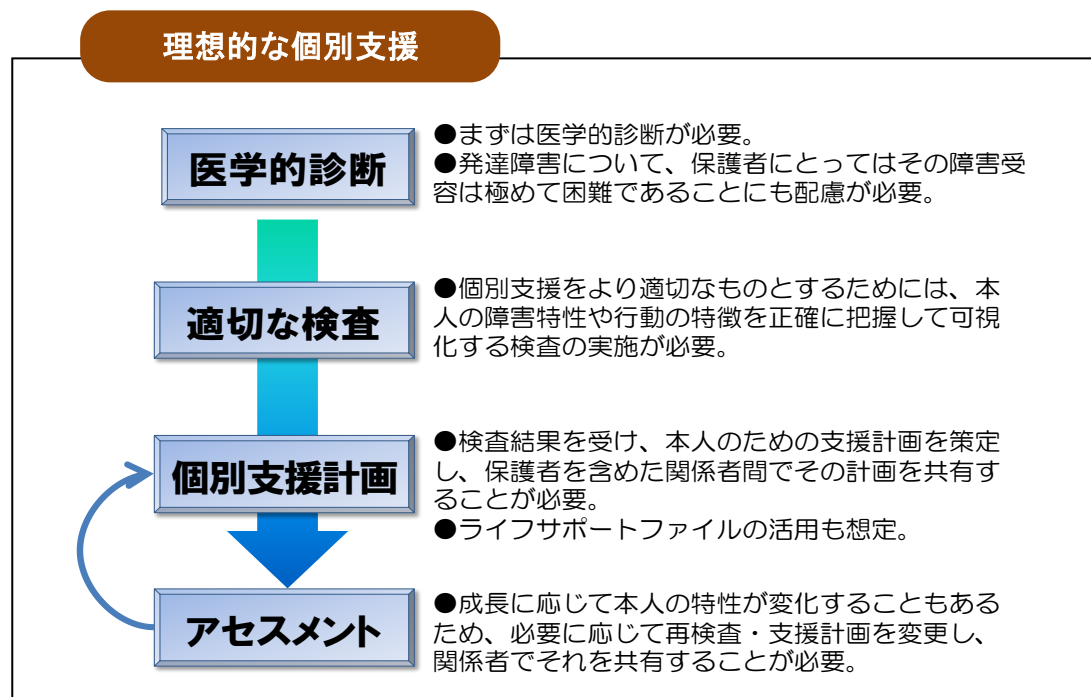 理想的な個別支援
医学的診断
●まずは医学的診断が必要。
●発達障害について、保護者にとってはその障害受
容は極めて困難であることにも配慮が必要。
適切な検査
●個別支援をより適切なものとするためには、本
人の障害特性や行動の特徴を正確に把握して可視
化する検査の実施が必要。
個別支援計画
●検査結果を受け、本人のための支援計画を策定
し、保護者を含めた関係者間でその計画を共有す
ることが必要。
●ライフサポートファイルの活用も想定。
アセスメント
●成長に応じて本人の特性が変化することもある
ため、必要に応じて再検査・支援計画を変更し、
関係者でそれを共有することが必要。